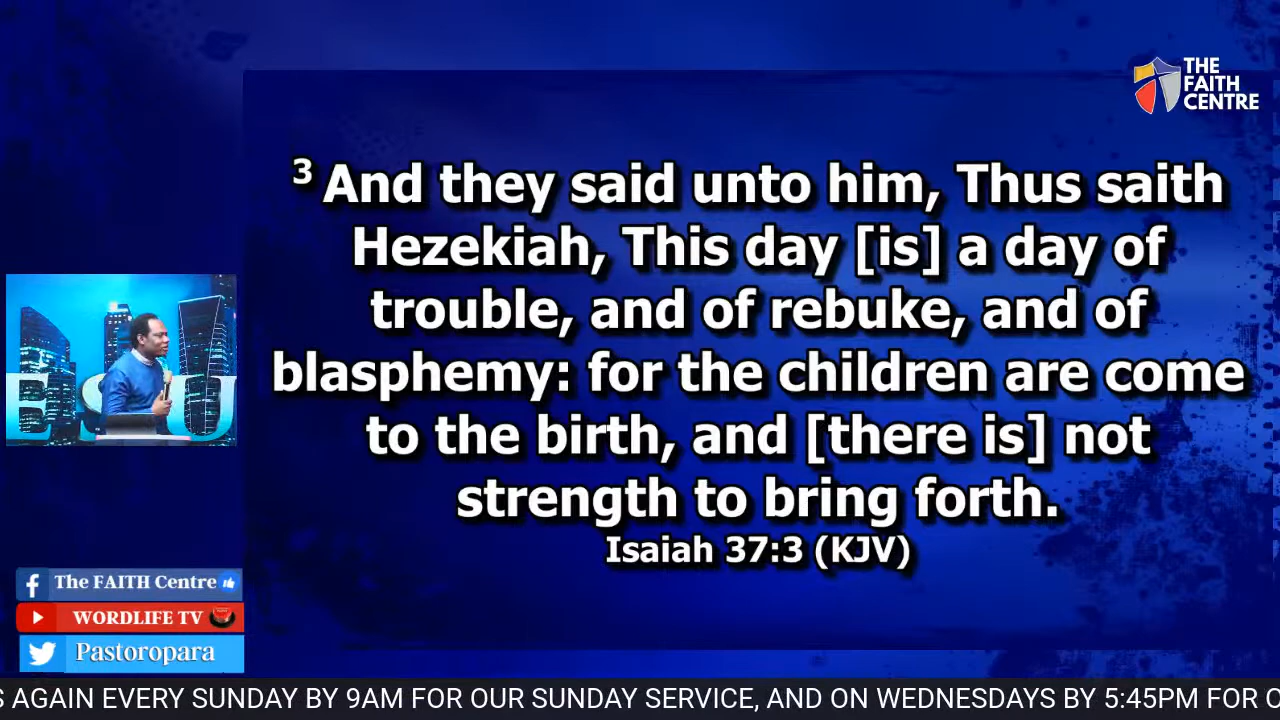 THE
FAITH
CENTRE
3 And they said unto him, Thus saith
Hezekiah, This day [is] a day of
trouble, and of rebuke, and of
blasphemy: for the children are come
to the birth, and [there is] not
strength to bring forth.
Isaiah 37:3 (KJV)
ESU
The FAITH Centre
WORDLIFE TV
Pastoropara
S AGAIN EVERY SUNDAY BY 9AM FOR OUR SUNDAY SERVICE, AND ON WEDNESDAYS BY 5:45PM FOR